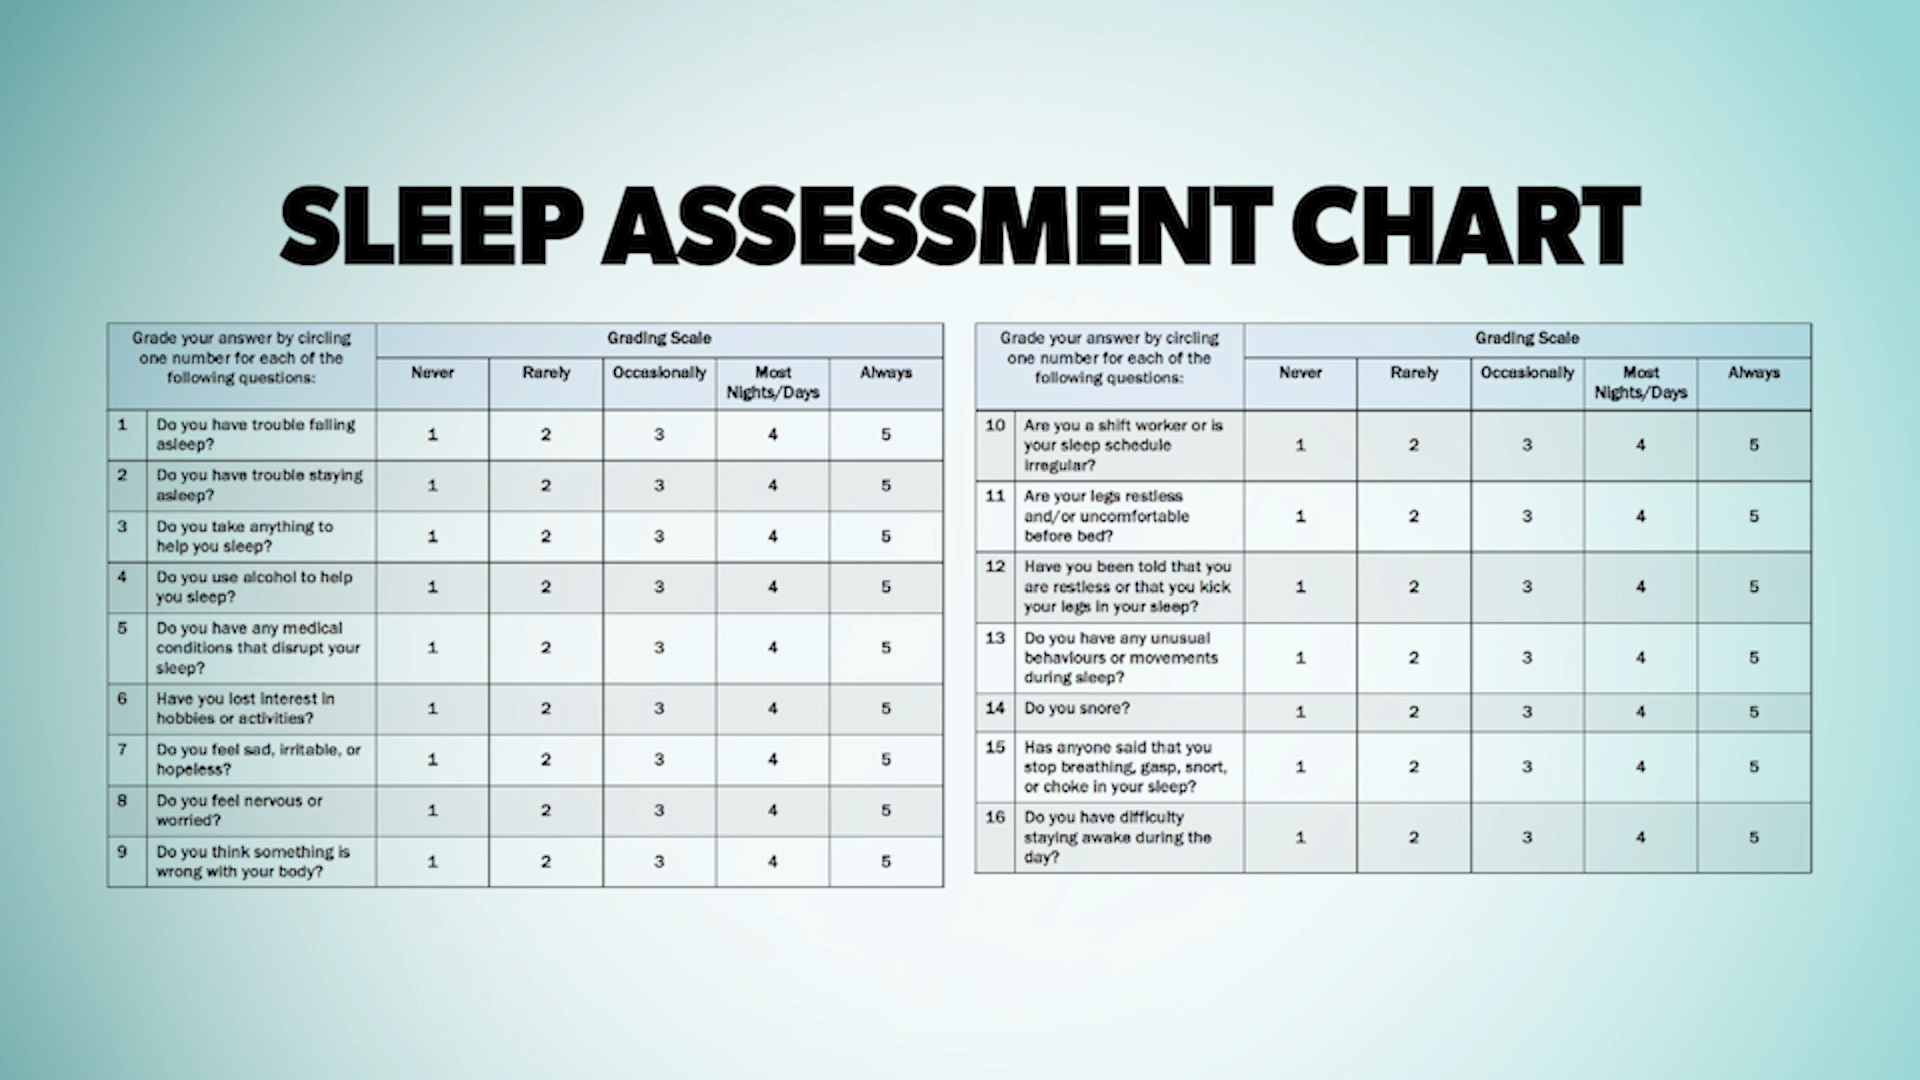 SLEEP ASSESSMENT CHART
Grade your answer by circling
one number for each of the
following questions:
Grading Scale
Never Rarely Occasionally Most Nights/Days Always
1 Do you have trouble falling
asleep? 1 2 3 4 5
2 Do you have trouble staying
asleep? 1 2 3 4 5
3 Do you take anything to
help you sleep? 1 2 3 4 5
4 Do you use alcohol to help
you sleep? 1 2 3 4 5
5 Do you have any medical
conditions that disrupt your
sleep? 1 2 3 4 5
6 Have you lost interest in
hobbies or activities? 1 2 3 4 5
7 Do you feel sad, irritable, or
hopeless? 1 2 3 4 5
8 Do you feel nervous or
worried? 1 2 3 4 5
9 Do you think something is
wrong with your body? 1 2 3 4 5
Grade your answer by circling
one number for each of the
following questions:
Grading Scale
Never Rarely Occasionally Most Nights/Days Always
10 Are you a shift worker or is
your sleep schedule
irregular? 1 2 3 4 5
11 Are your legs restless
and/or uncomfortable
before bed? 1 2 3 4 5
12 Have you been told that you
are restless or that you kick
your legs in your sleep? 1 2 3 4 5
13 Do you have any unusual
behaviours or movements
during sleep? 1 2 3 4 5
14 Do you snore? 1 2 3 4 5
15 Has anyone said that you
stop breathing, gasp, snort,
or choke in your sleep? 1 2 3 4 5
16 Do you have difficulty
staying awake during the
day? 1 2 3 4 5